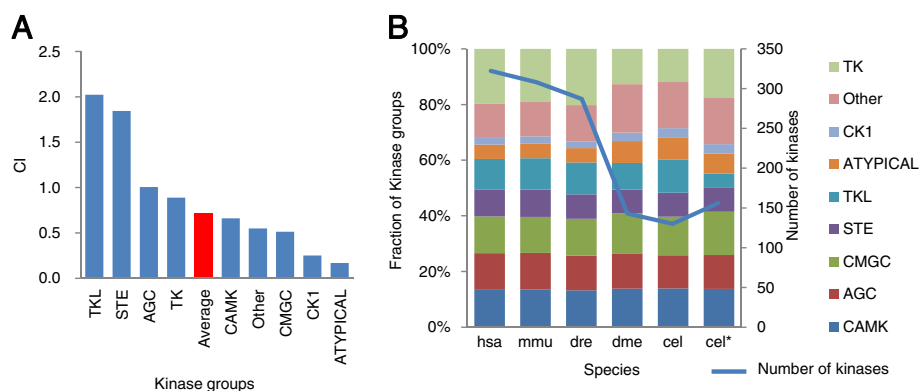 A
CI
2.5
2.0
1.5
1.0
0.5
0.0
TKL
STE
AGC
TK
Average
CAMK
Other
CMGC
CK1
ATYPICAL
Kinase groups
B
Fraction of Kinase groups
100%
80%
60%
40%
20%
0%
hsa
mmu
dre
dme
cel
cel*
Species
350
300
250
200
150
100
50
0
Number of kinases
TK
Other
CK1
ATYPICAL
TKL
STE
CMGC
AGC
CAMK
Number of kinases